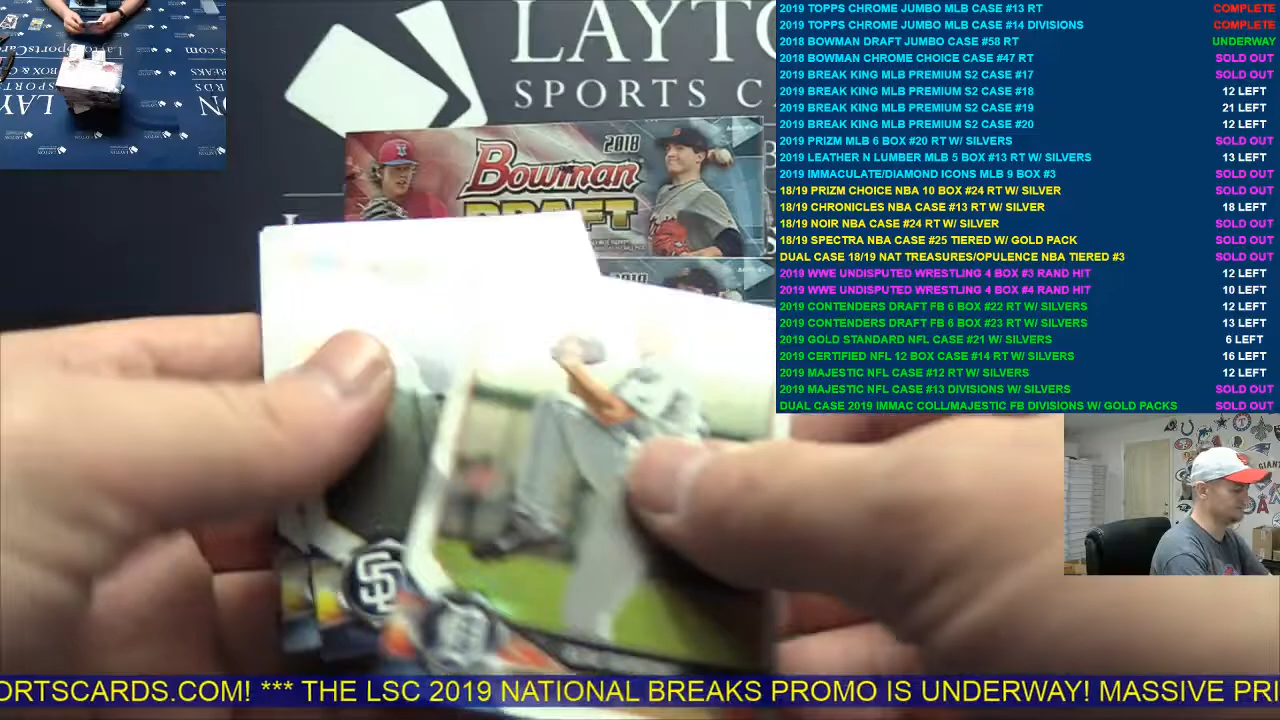 LAYTO
SPORTS C
2018
Bowman
DRAFT
2019 TOPPS CHROME JUMBO MLB CASE #13 RT COMPLETE
2019 TOPPS CHROME JUMBO MLB CASE #14 DIVISIONS COMPLETE
2018 BOWMAN DRAFT JUMBO CASE #58 RT UNDERWAY
2018 BOWMAN CHROME CHOICE CASE #47 RT SOLD OUT
2019 BREAK KING MLB PREMIUM S2 CASE #17 SOLD OUT
2019 BREAK KING MLB PREMIUM S2 CASE #18 12 LEFT
2019 BREAK KING MLB PREMIUM S2 CASE #19 21 LEFT
2019 BREAK KING MLB PREMIUM S2 CASE #20 12 LEFT
2019 PRIZM MLB 6 BOX #20 RT W/ SILVERS SOLD OUT
2019 LEATHER N LUMBER MLB 5 BOX #13 RT W/ SILVERS 13 LEFT
2019 IMMACULATE/DIAMOND ICONS MLB 9 BOX #3 SOLD OUT
18/19 PRIZM CHOICE NBA 10 BOX #24 RT W/ SILVER SOLD OUT
18/19 CHRONICLES NBA CASE #13 RT W/ SILVER 18 LEFT
18/19 NOIR NBA CASE #24 RT W/ SILVER SOLD OUT
18/19 SPECTRA NBA CASE #25 TIERED W/ GOLD PACK SOLD OUT
DUAL CASE 18/19 NAT TREASURES/OPULENCE NBA TIERED #3 SOLD OUT
2019 WWE UNDISPUTED WRESTLING 4 BOX #3 RAND HIT 12 LEFT
2019 WWE UNDISPUTED WRESTLING 4 BOX #4 RAND HIT 10 LEFT
2019 CONTENDERS DRAFT FB 6 BOX #22 RT W/ SILVERS 12 LEFT
2019 CONTENDERS DRAFT FB 6 BOX #23 RT W/ SILVERS 13 LEFT
2019 GOLD STANDARD NFL CASE #21 W/ SILVERS 6 LEFT
2019 CERTIFIED NFL 12 BOX CASE #14 RT W/ SILVERS 16 LEFT
2019 MAJESTIC NFL CASE #12 RT W/ SILVERS 12 LEFT
2019 MAJESTIC NFL CASE #13 DIVISIONS W/ SILVERS SOLD OUT
DUAL CASE 2019 IMMAC COLL/MAJESTIC FB DIVISIONS W/ GOLD PACKS SOLD OUT
ORTSCARDS.COM! *** THE LSC 2019 NATIONAL BREAKS PROMO IS UNDERWAY! MASSIVE PRI